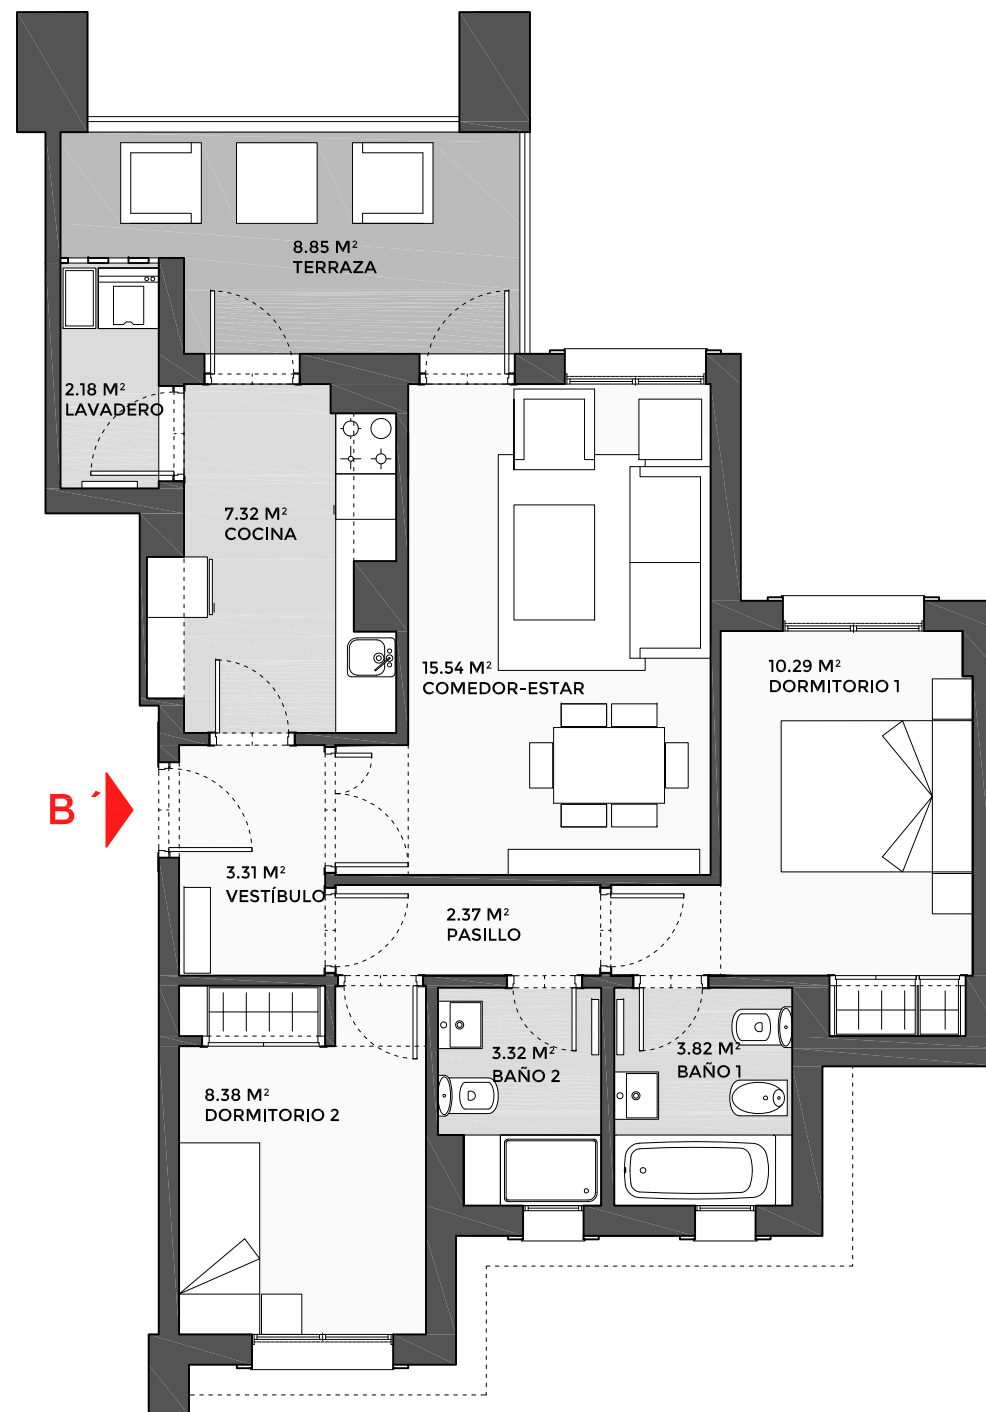 8.85 M²
TERRAZA
2.18 M²
LAVADERO
7.32 M²
COCINA
15.54 M²
COMEDOR-ESTAR
10.29 M²
DORMITORIO 1
B ´
3.31 M²
VESTÍBULO
2.37 M²
PASILLO
3.32 M²
BAÑO 2
3.82 M²
BAÑO 1
8.38 M²
DORMITORIO 2